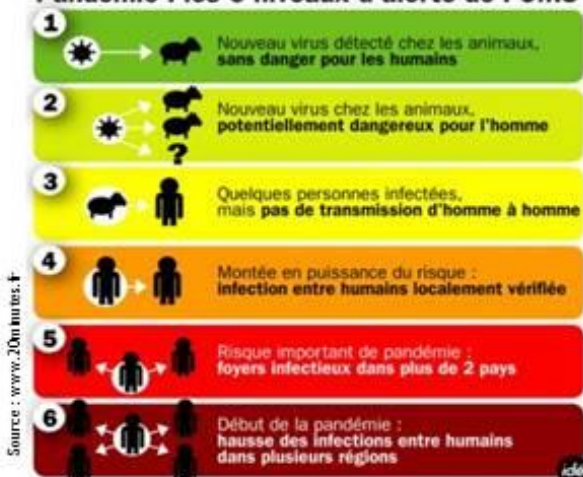 Pandémie : les 6 niveaux d'alerte de l'OMS
1
Nouveau virus détecté chez les animaux,
sans danger pour les humains
2
Nouveau virus chez les animaux,
potentiellement dangereux pour l'homme
?
3
Quelques personnes infectées,
mais pas de transmission d'homme à homme
4
Montée en puissance du risque :
infection entre humains localement vérifiée
5
Risque important de pandémie :
foyers infectieux dans plus de 2 pays
6
Début de la pandémie :
hausse des infections entre humains
dans plusieurs régions
idé
Source : www.20minutes.fr